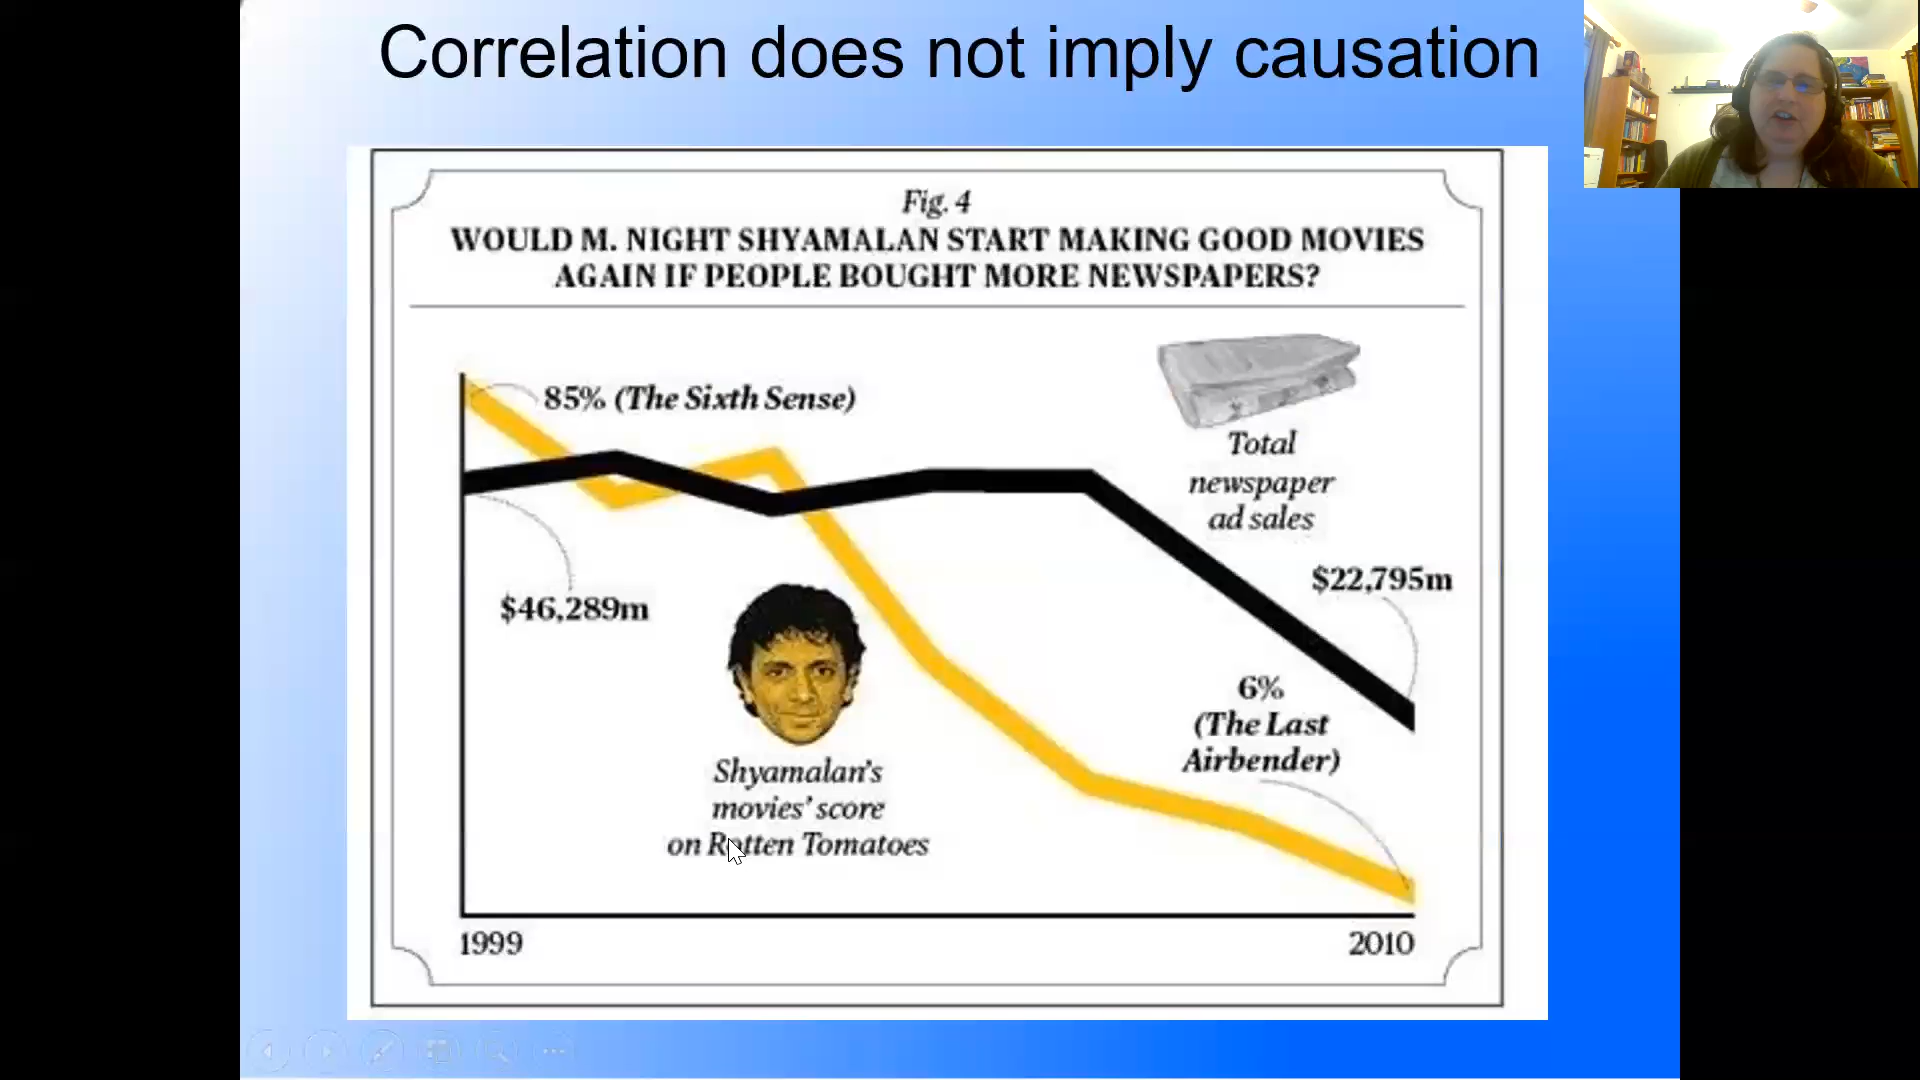 Correlation does not imply causation
Fig. 4
WOULD M. NIGHT SHYAMALAN START MAKING GOOD MOVIES
AGAIN IF PEOPLE BOUGHT MORE NEWSPAPERS?
85% (The Sixth Sense)
Total
newspaper
ad sales
$46,289m
$22,795m
6%
(The Last
Airbender)
Shyamalan's
movies' score
on Rotten Tomatoes
1999
2010